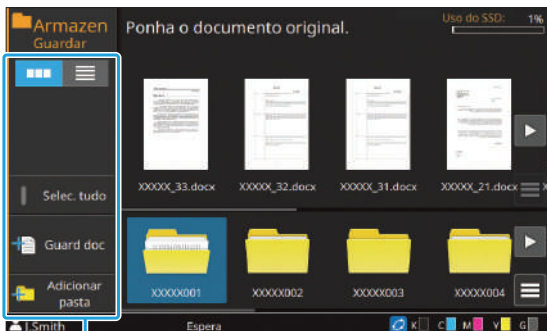 Armazen
Guardar
Ponha o documento original.
Uso do SSD: 1%
XXXXX_33.docx
XXXXX_32.docx
XXXXX_31.docx
XXXXX_21.docx
X
Selec. tudo
Guard doc
Adicionar
pasta
XXXXX001
XXXXX002
XXXXX003
XXXXX004
J.Smith
Espera
K C M Y G